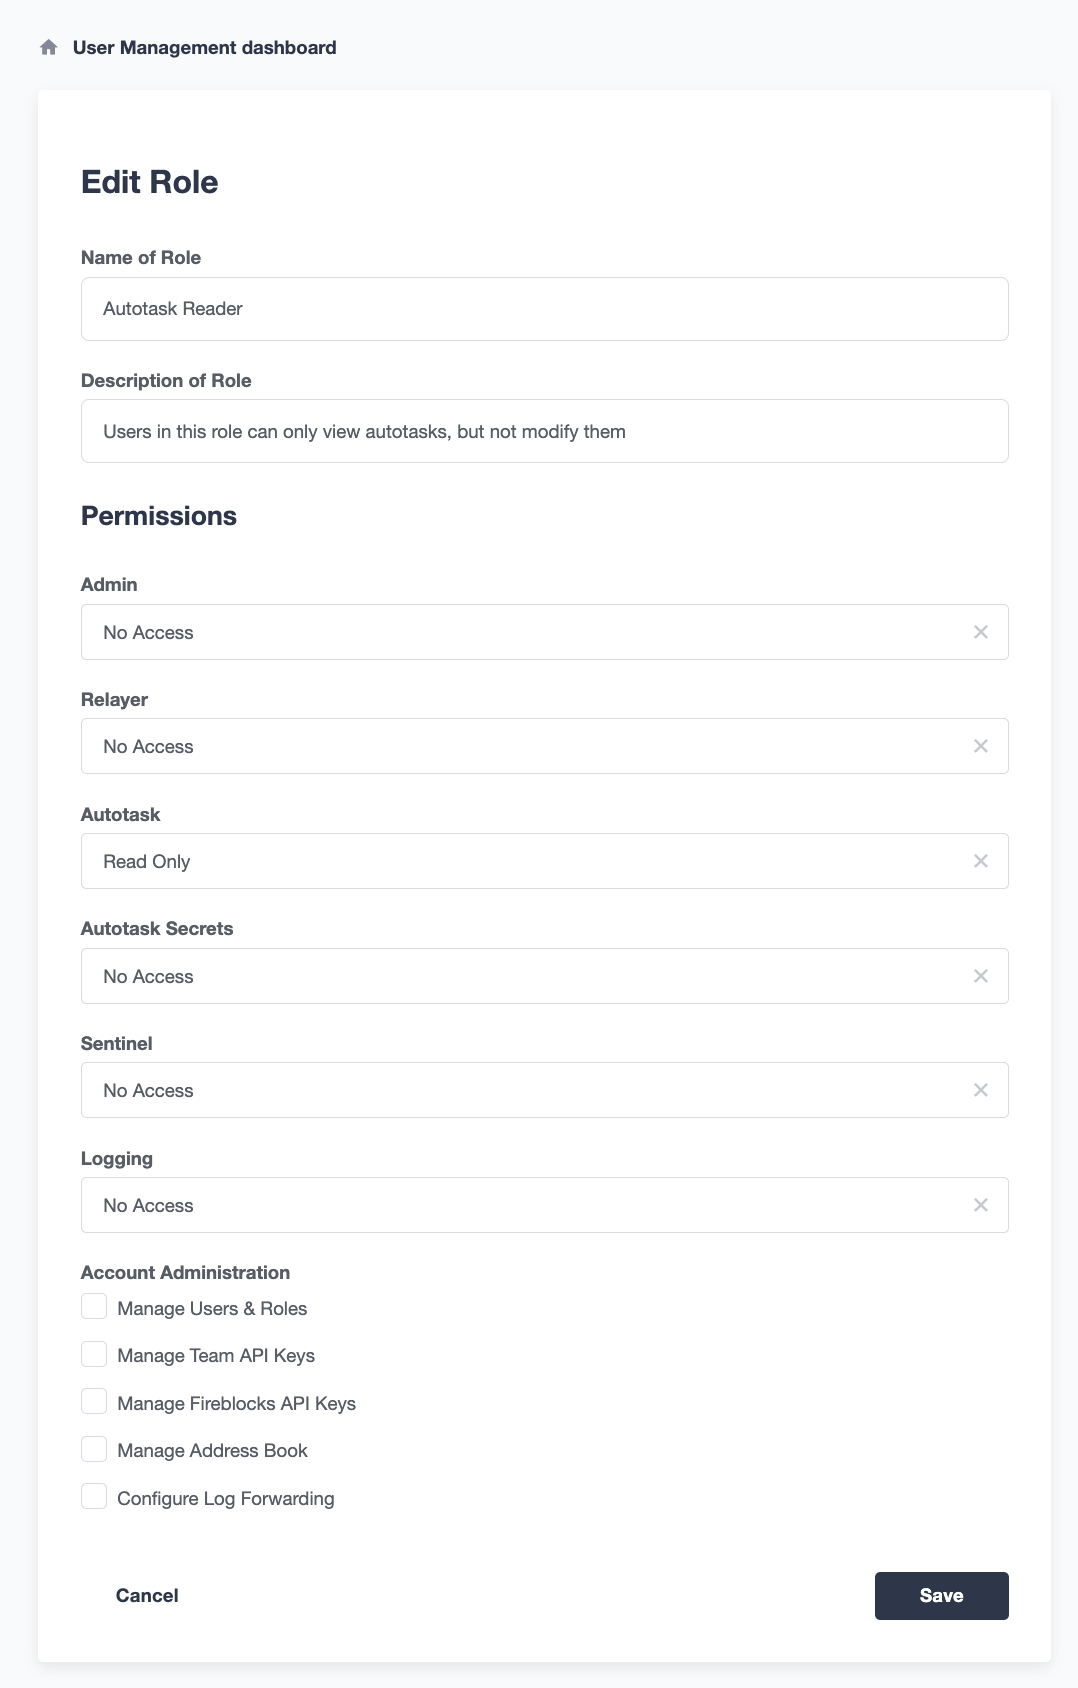 User Management dashboard
Edit Role
Name of Role
Autotask Reader
Description of Role
Users in this role can only view autotasks, but not modify them
Permissions
Admin
No Access
Relayer
No Access
Autotask
Read Only
Autotask Secrets
No Access
Sentinel
No Access
Logging
No Access
Account Administration
Manage Users & Roles
Manage Team API Keys
Manage Fireblocks API Keys
Manage Address Book
Configure Log Forwarding
Cancel Save